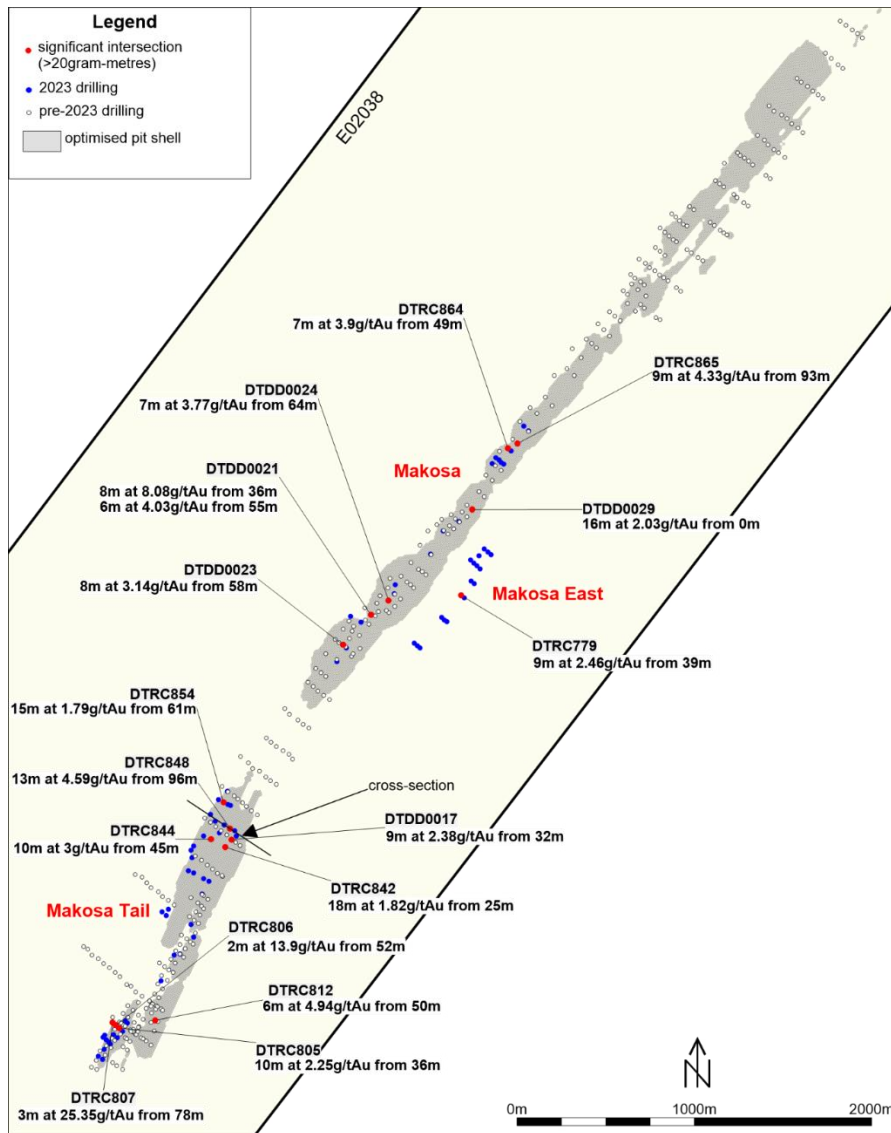 Legend
significant intersection
(>20gram-metres)
2023 drilling
pre-2023 drilling
optimised pit shell
E02038
DTRC864
7m at 3.9g/tAu from 49m
DTRC865
9m at 4.33g/tAu from 93m
DTDD0024
7m at 3.77g/tAu from 64m
Makosa
DTDD0021
8m at 8.08g/tAu from 36m
6m at 4.03g/tAu from 55m
DTDD0029
16m at 2.03g/tAu from 0m
DTDD0023
8m at 3.14g/tAu from 58m
Makosa East
DTRC779
9m at 2.46g/tAu from 39m
DTRC854
15m at 1.79g/tAu from 61m
DTRC848
13m at 4.59g/tAu from 96m
cross-section
DTRC844
10m at 3g/tAu from 45m
DTDD0017
9m at 2.38g/tAu from 32m
DTRC842
18m at 1.82g/tAu from 25m
Makosa Tail
DTRC806
2m at 13.9g/tAu from 52m
DTRC812
6m at 4.94g/tAu from 50m
DTRC805
10m at 2.25g/tAu from 36m
DTRC807
3m at 25.35g/tAu from 78m
N
0m 1000m 2000m